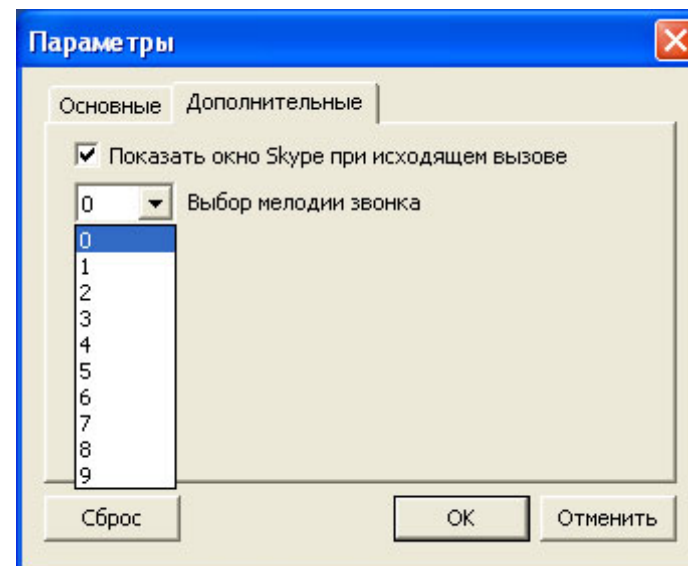 Параметры
Основные Дополнительные
Показать окно Skype при исходящем вызове
0 Выбор мелодии звонка
0
1
2
3
4
5
6
7
8
9
Сброс OK Отменить